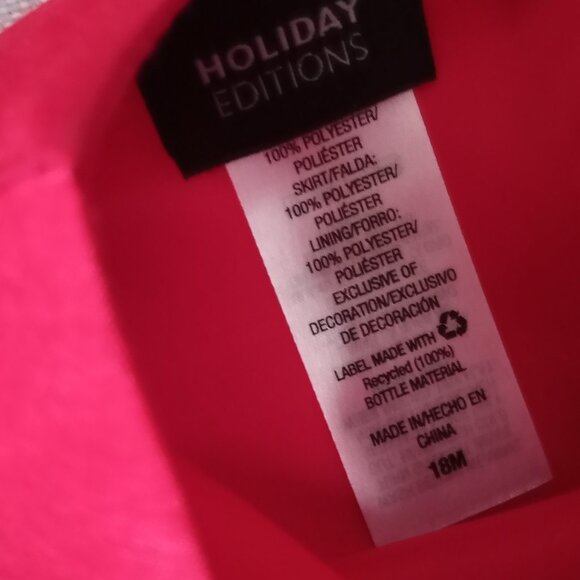 HOLIDAY
EDITIONS
100% POLYESTER/
POLIÉSTER
SKIRT/FALDA:
100% POLYESTER/
POLIÉSTER
LINING/FORRO:
100% POLYESTER/
POLIÉSTER
EXCLUSIVE OF
DECORATION/EXCLUSIVO
DE DECORACIÓN
LABEL MADE WITH
Recycled (100%)
BOTTLE MATERIAL
MADE IN/HECHO EN
CHINA
18M